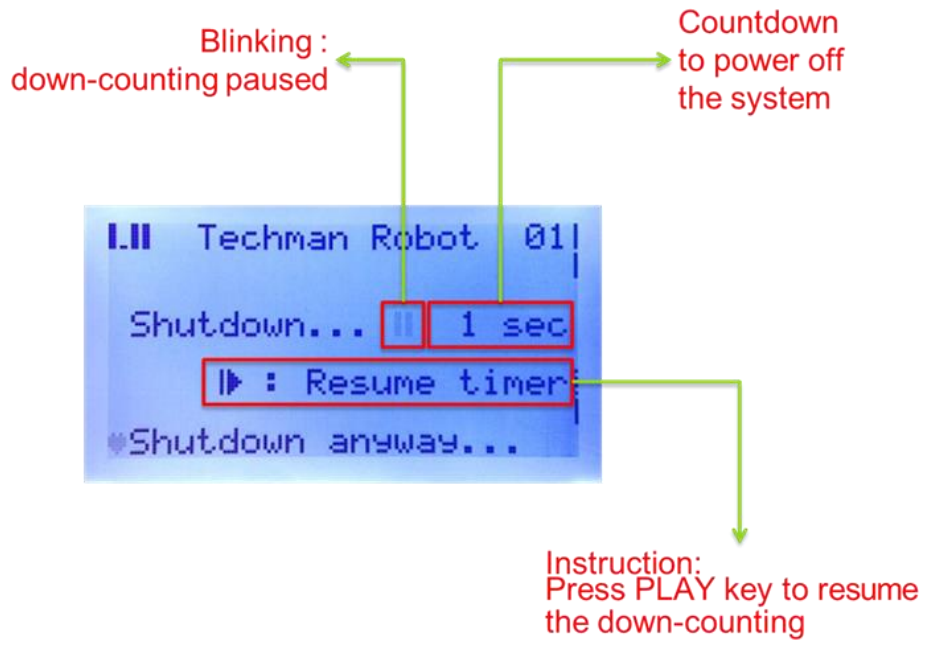 Blinking :
down-counting paused
Countdown
to power off
the system
Techman Robot 01
Shutdown... 1 sec
: Resume timer
Shutdown anyway...
Instruction:
Press PLAY key to resume
the down-counting